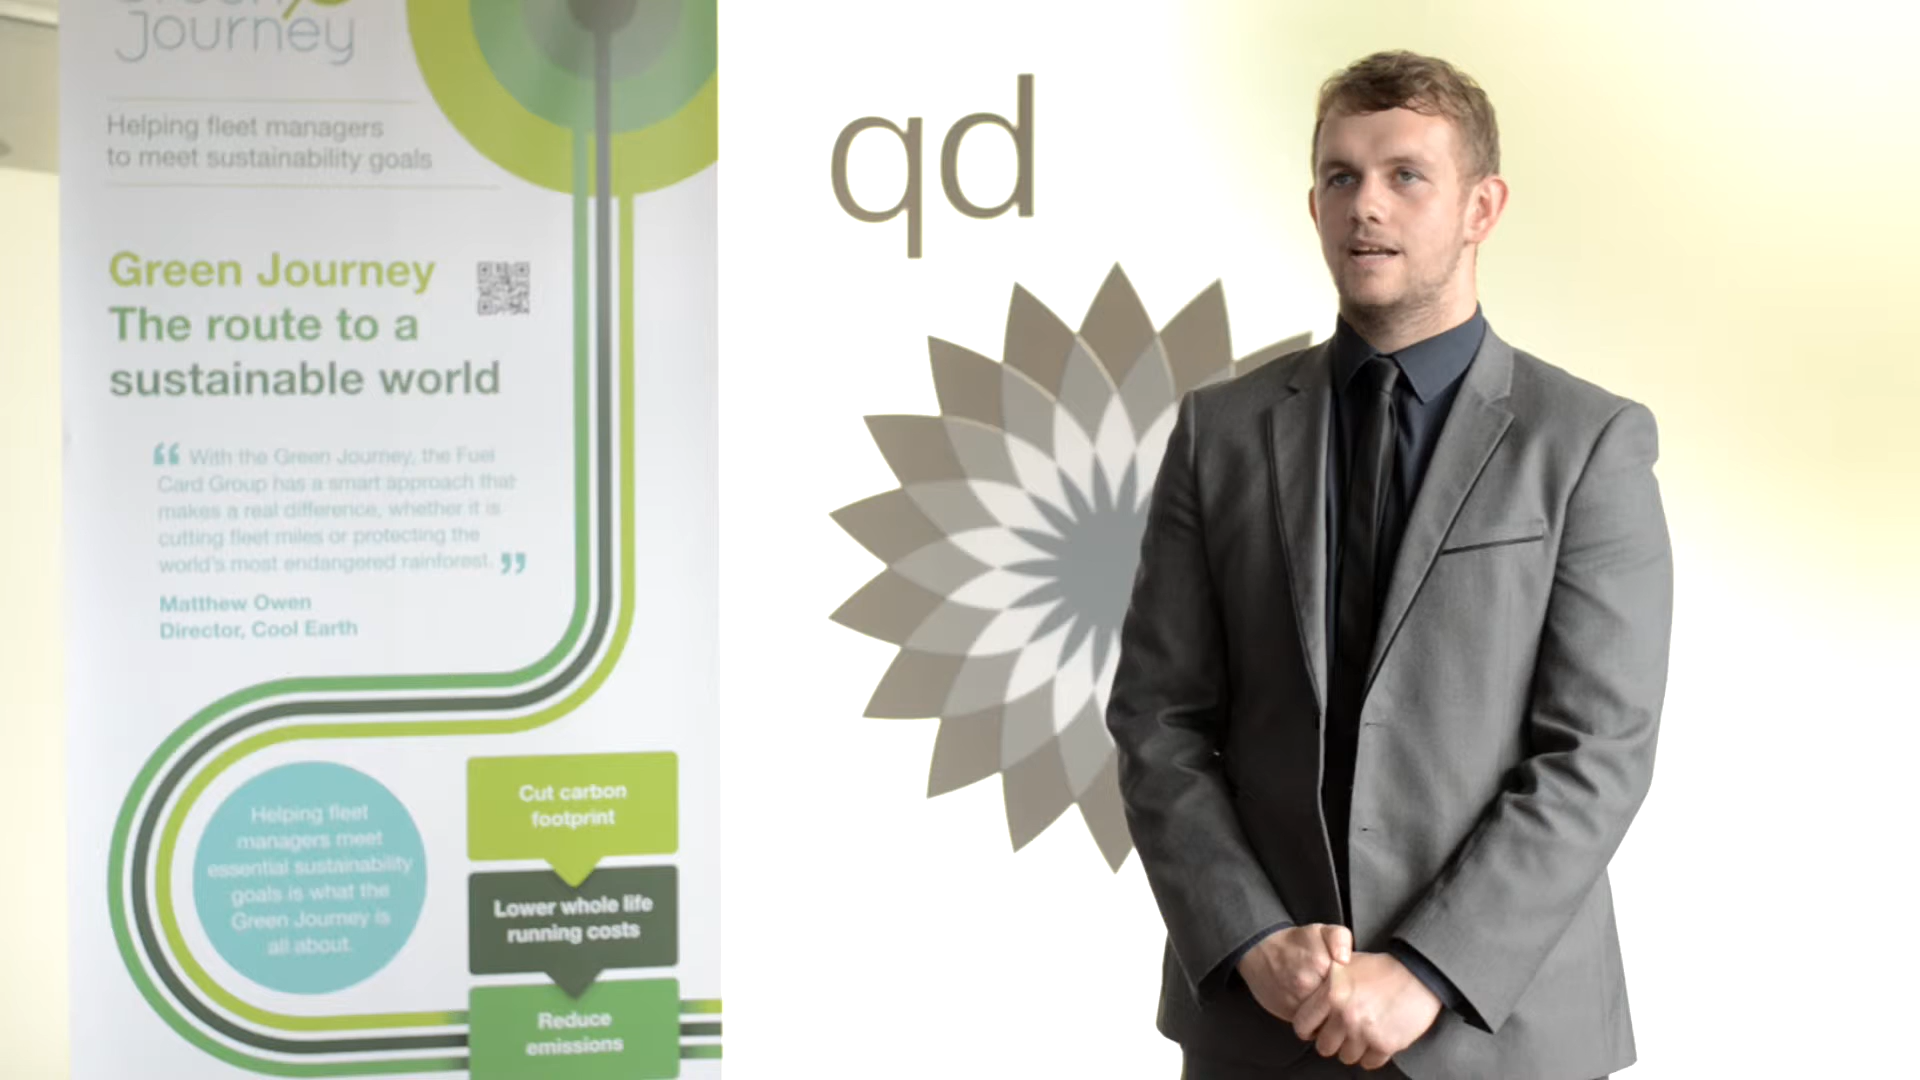 Green
Journey
Helping fleet managers
to meet sustainability goals
Green Journey
The route to a
sustainable world
“ With the Green Journey, the Fuel
Card Group has a smart approach that
makes a real difference, whether it is
cutting fleet miles or protecting the
world's most endangered rainforest. ”
Matthew Owen
Director, Cool Earth
Helping fleet
managers meet
essential sustainability
goals is what the
Green Journey is
all about.
Cut carbon
footprint
Lower whole life
running costs
Reduce
emissions
qd